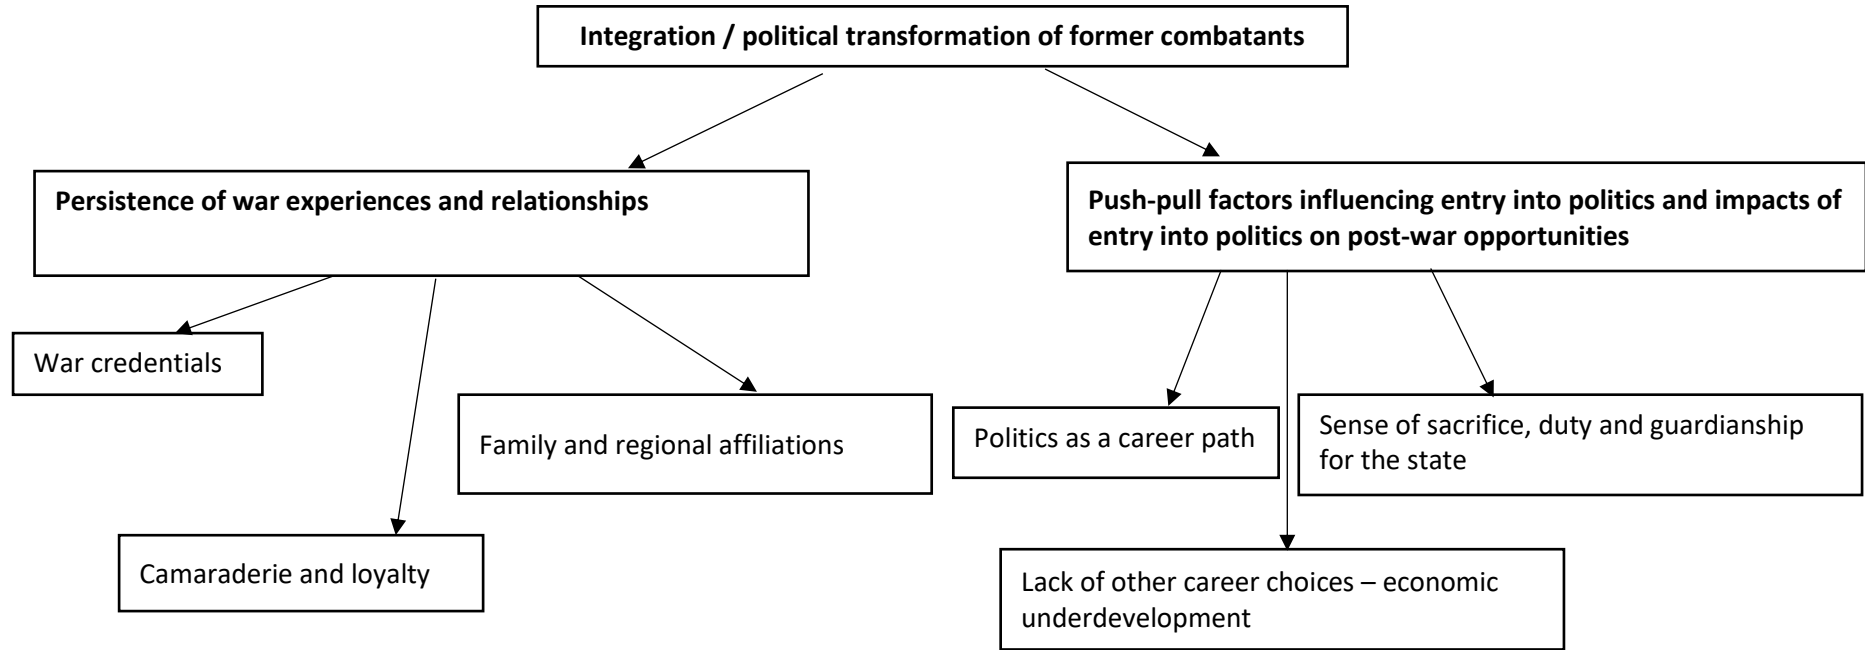 Integration / political transformation of former combatants
Persistence of war experiences and relationships
Push-pull factors influencing entry into politics and impacts of
entry into politics on post-war opportunities
War credentials
Family and regional affiliations
Camaraderie and loyalty
Politics as a career path
Sense of sacrifice, duty and guardianship
for the state
Lack of other career choices – economic
underdevelopment